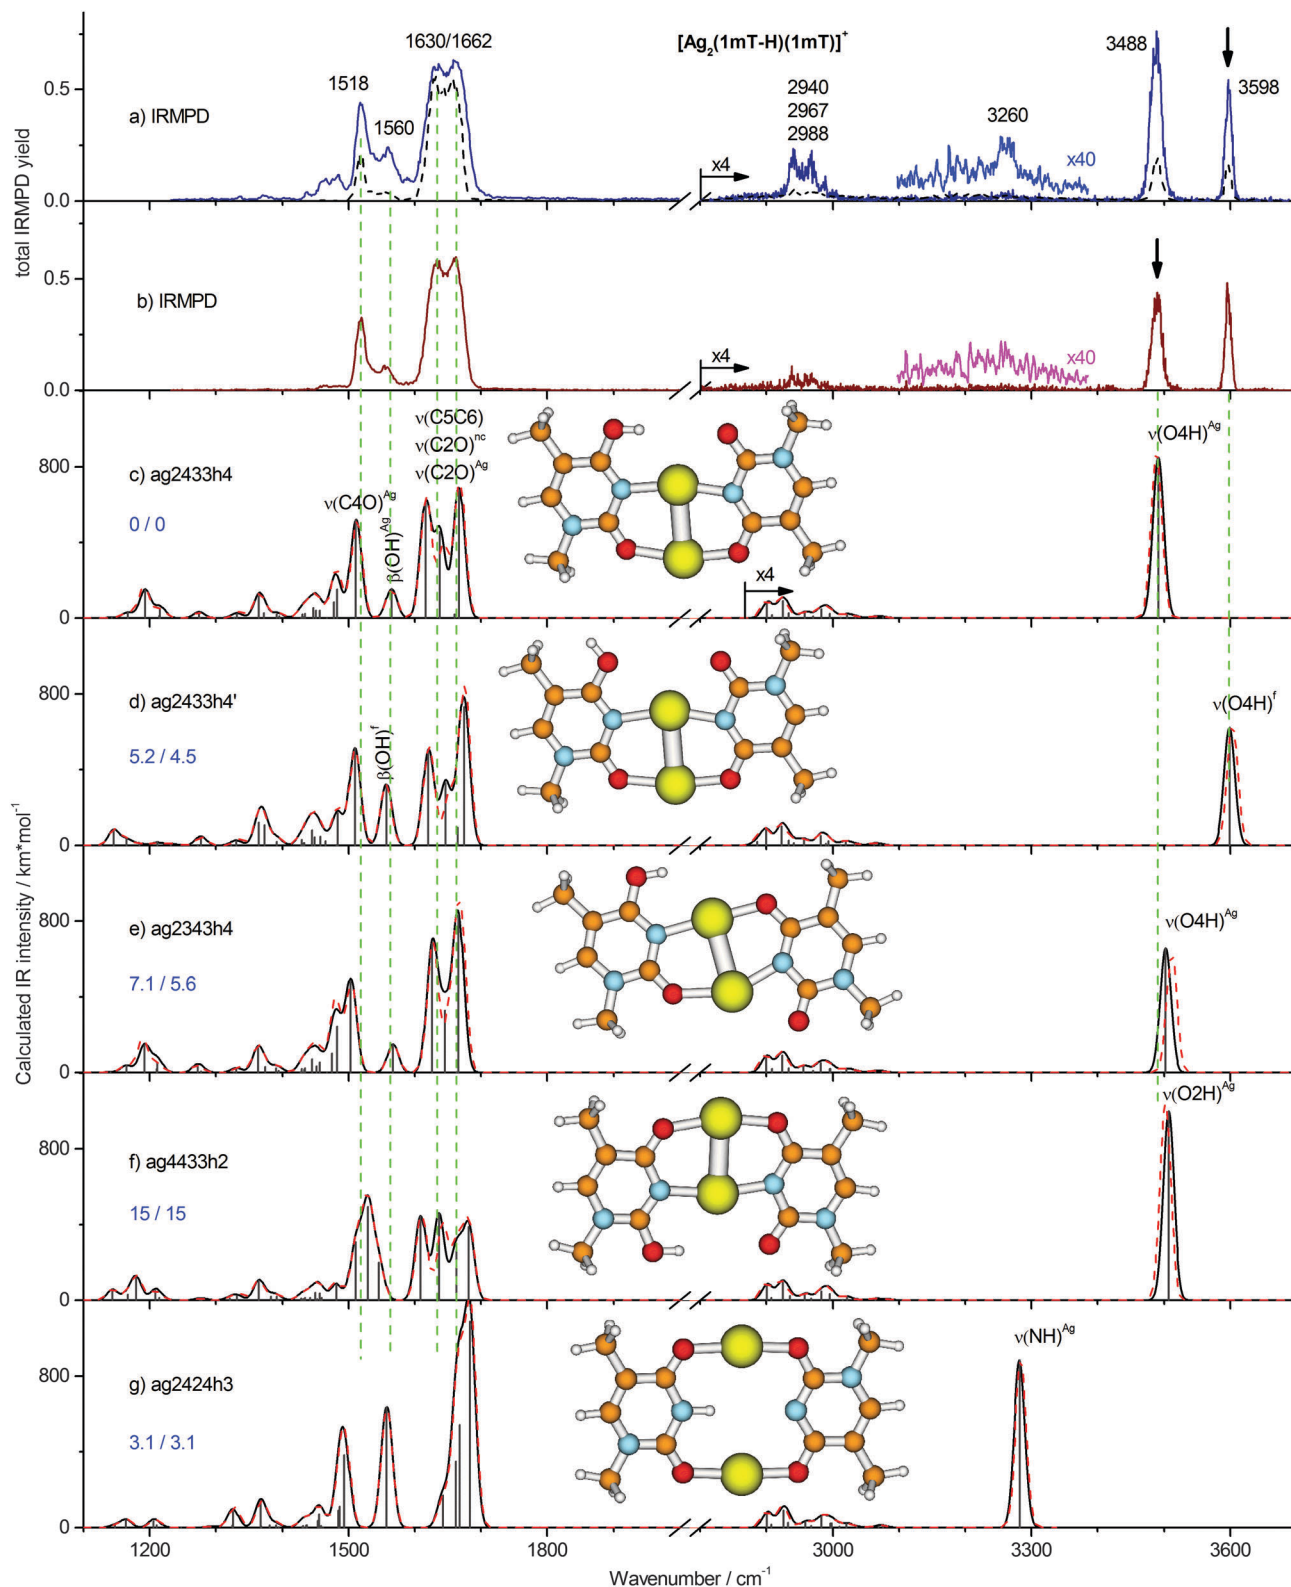 [Ag₂(1mT-H)(1mT)]⁺
1630/1662
3488
2940
2967
2988
1518
3598
3260
1560
a) IRMPD
x40
x4
0.5
0.0
total IRMPD yield
b) IRMPD
x40
x4
0.5
0.0
ν(C5C6)
ν(C2O)ⁿᶜ
ν(C2O)ᴬᵍ
ν(O4H)ᴬᵍ
c) ag2433h4
ν(C4O)ᴬᵍ
β(OH)ᴬᵍ
0 / 0
x4
800
0
d) ag2433h4'
β(OH)ᶠ
ν(O4H)ᶠ
5.2 / 4.5
800
0
e) ag2343h4
ν(O4H)ᴬᵍ
7.1 / 5.6
800
0
Calculated IR intensity / km*mol⁻¹
ν(O2H)ᴬᵍ
f) ag4433h2
15 / 15
800
0
ν(NH)ᴬᵍ
g) ag2424h3
3.1 / 3.1
800
0
1200 1500 1800 3000 3300 3600
Wavenumber / cm⁻¹